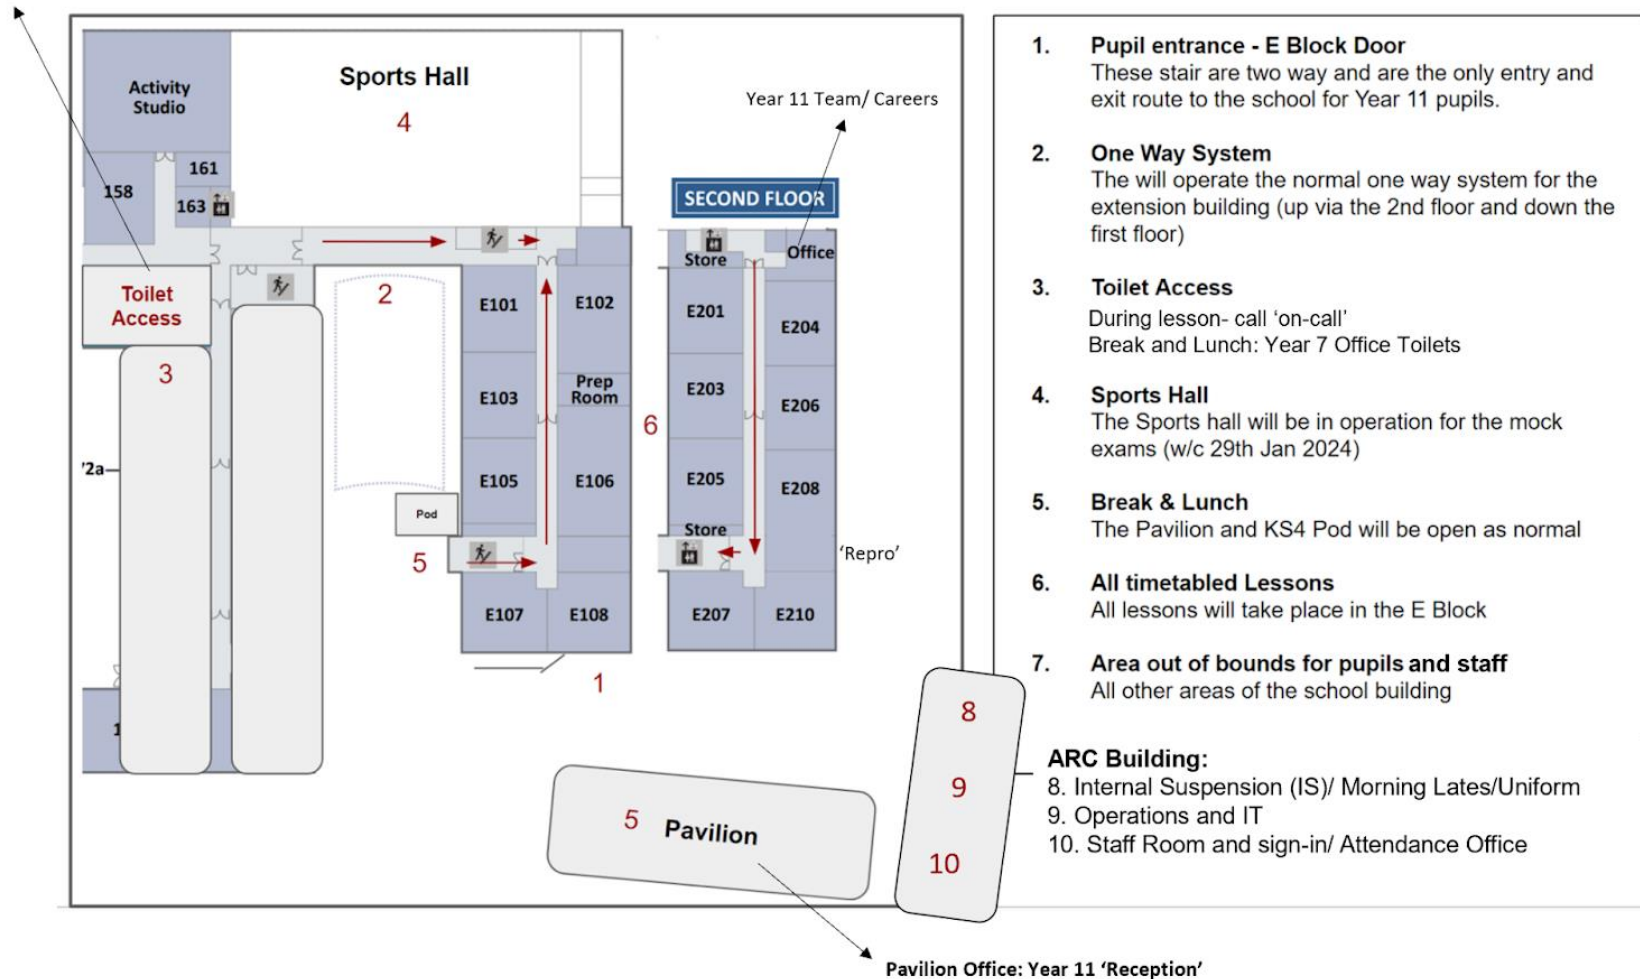 Activity
Studio
Sports Hall
4
Year 11 Team/ Careers
161
158
163
SECOND FLOOR
Store
Office
Toilet
Access
2
E101
E102
E201
E204
3
E103
Prep
Room
E203
E206
6
'2a
E105
E106
E205
E208
Pod
Store
5
'Repro'
E107
E108
E207
E210
1
1
5 Pavilion
8
9
10
Pavilion Office: Year 11 'Reception'
1. Pupil entrance - E Block Door
These stair are two way and are the only entry and
exit route to the school for Year 11 pupils.
2. One Way System
The will operate the normal one way system for the
extension building (up via the 2nd floor and down the
first floor)
3. Toilet Access
During lesson- call ‘on-call’
Break and Lunch: Year 7 Office Toilets
4. Sports Hall
The Sports hall will be in operation for the mock
exams (w/c 29th Jan 2024)
5. Break & Lunch
The Pavilion and KS4 Pod will be open as normal
6. All timetabled Lessons
All lessons will take place in the E Block
7. Area out of bounds for pupils and staff
All other areas of the school building
ARC Building:
8. Internal Suspension (IS)/ Morning Lates/Uniform
9. Operations and IT
10. Staff Room and sign-in/ Attendance Office